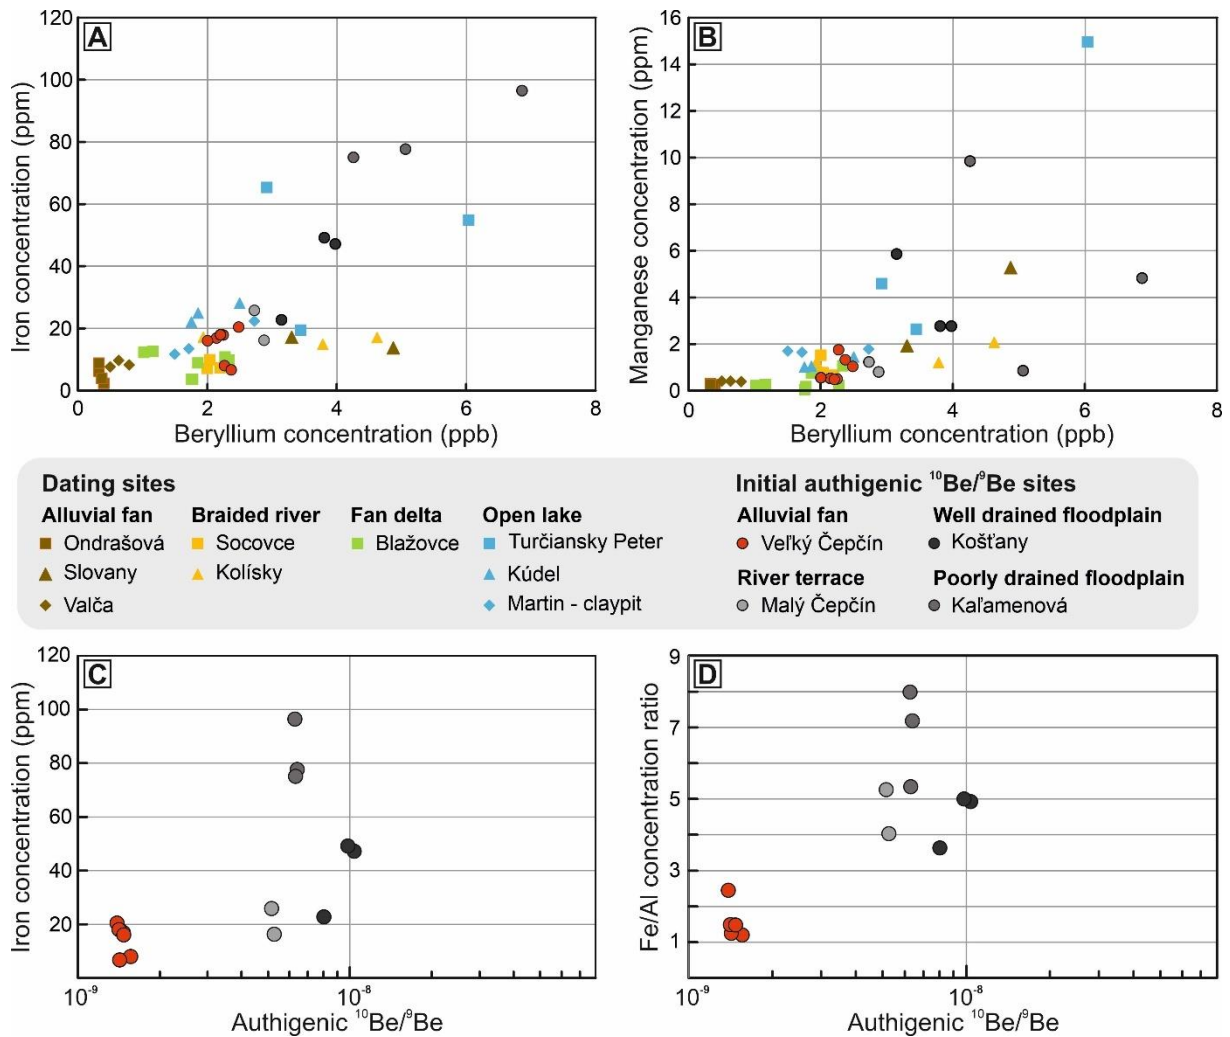 A
120
100
80
60
40
20
0
Iron concentration (ppm)
0 2 4 6 8
Beryllium concentration (ppb)
B
16
14
12
10
8
6
4
2
0
Manganese concentration (ppm)
0 2 4 6 8
Beryllium concentration (ppb)
Dating sites
Alluvial fan
Ondrašová
Slovany
Valča
Braided river
Socovce
Kolísky
Fan delta
Blažovce
Open lake
Turčiansky Peter
Kúdel
Martin - claypit
Initial authigenic ¹⁰Be/⁹Be sites
Alluvial fan
Veľký Čepčín
River terrace
Malý Čepčín
Well drained floodplain
Košťany
Poorly drained floodplain
Kaľamenová
C
120
100
80
60
40
20
Iron concentration (ppm)
10⁻⁹ 10⁻⁸
Authigenic ¹⁰Be/⁹Be
D
9
7
5
3
1
Fe/Al concentration ratio
10⁻⁹ 10⁻⁸
Authigenic ¹⁰Be/⁹Be